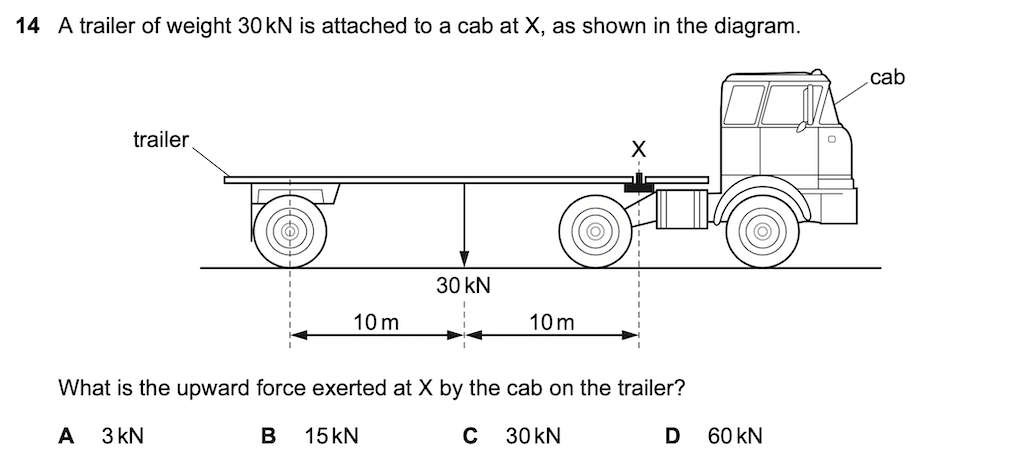 14 A trailer of weight 30 kN is attached to a cab at X, as shown in the diagram.
cab
trailer
X
30 kN
10 m 10 m
What is the upward force exerted at X by the cab on the trailer?
A 3 kN B 15 kN C 30 kN D 60 kN